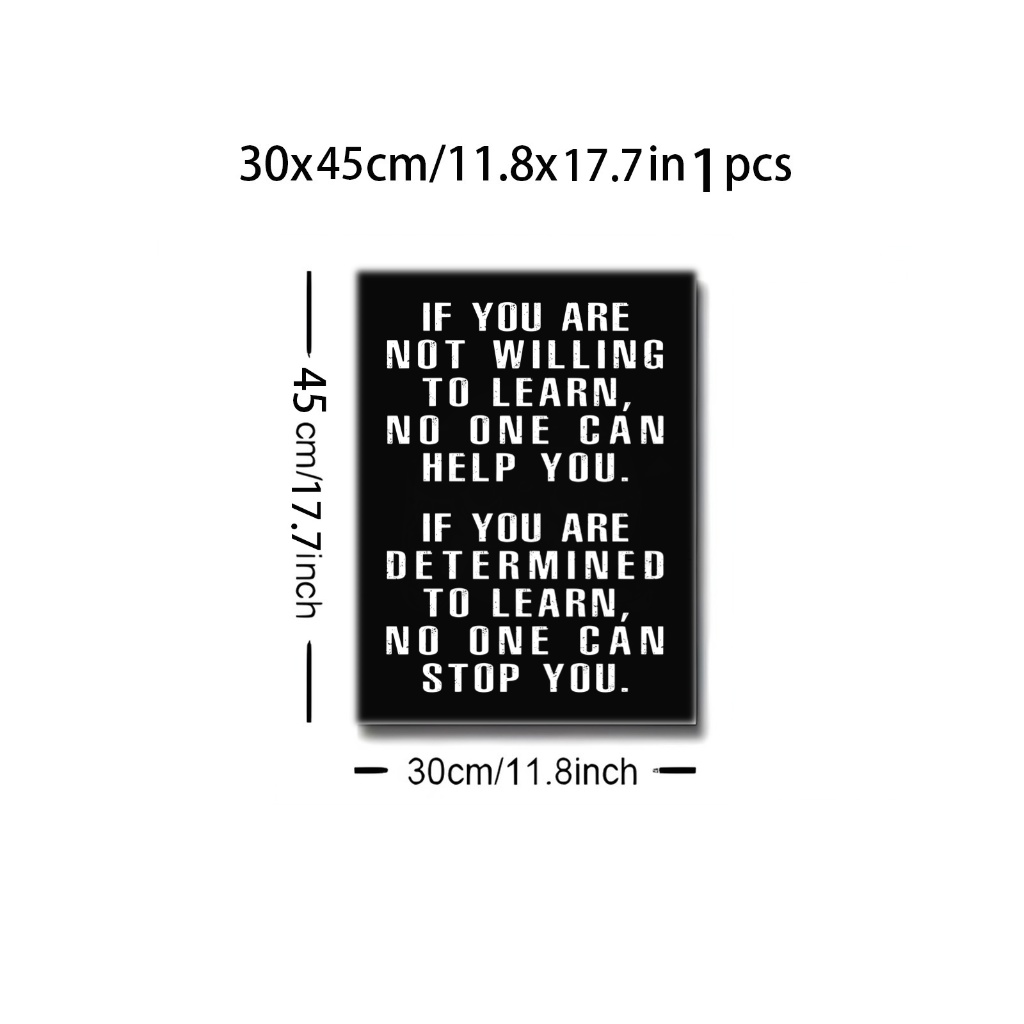 30x45cm/11.8x17.7in 1 pcs
IF YOU ARE
NOT WILLING
TO LEARN,
NO ONE CAN
HELP YOU.
IF YOU ARE
DETERMINED
TO LEARN,
NO ONE CAN
STOP YOU.
45 cm/17.7inch
30cm/11.8inch